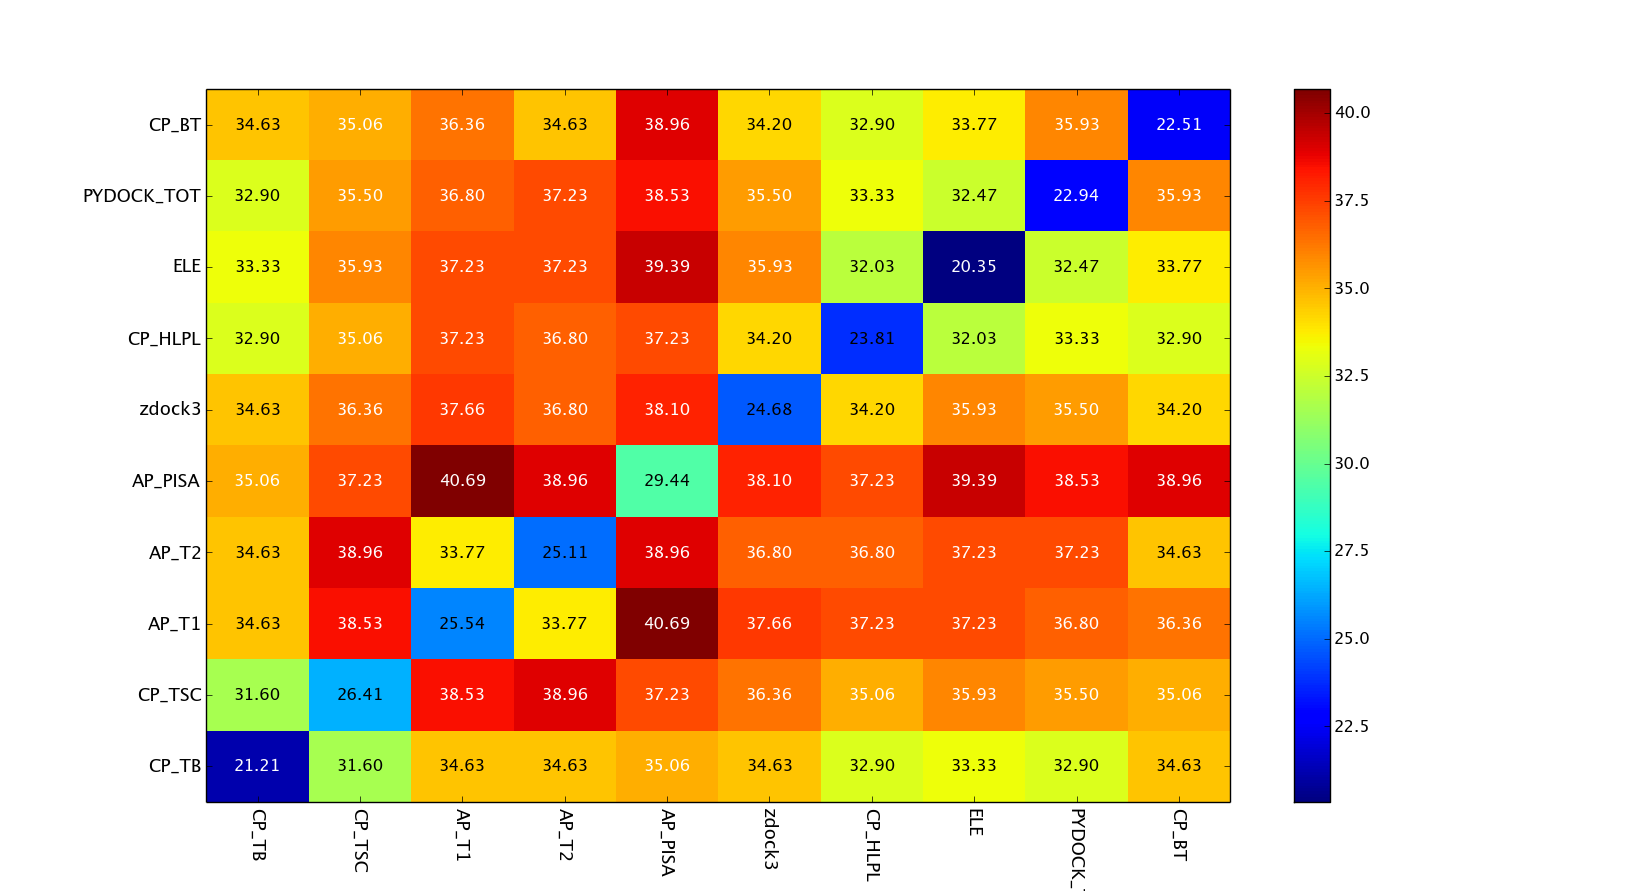 CP_BT 34.63 35.06 36.36 34.63 38.96 34.20 32.90 33.77 35.93 22.51
PYDOCK_TOT 32.90 35.50 36.80 37.23 38.53 35.50 33.33 32.47 22.94 35.93
ELE 33.33 35.93 37.23 37.23 39.39 35.93 32.03 20.35 32.47 33.77
CP_HLPL 32.90 35.06 37.23 36.80 37.23 34.20 23.81 32.03 33.33 32.90
zdock3 34.63 36.36 37.66 36.80 38.10 24.68 34.20 35.93 35.50 34.20
AP_PISA 35.06 37.23 40.69 38.96 29.44 38.10 37.23 39.39 38.53 38.96
AP_T2 34.63 38.96 33.77 25.11 38.96 36.80 36.80 37.23 37.23 34.63
AP_T1 34.63 38.53 25.54 33.77 40.69 37.66 37.23 37.23 36.80 36.36
CP_TSC 31.60 26.41 38.53 38.96 37.23 36.36 35.06 35.93 35.50 35.06
CP_TB 21.21 31.60 34.63 34.63 35.06 34.63 32.90 33.33 32.90 34.63
CP_TB CP_TSC AP_T1 AP_T2 AP_PISA zdock3 CP_HLPL ELE PYDOCK_ CP_BT
40.0
37.5
35.0
32.5
30.0
27.5
25.0
22.5